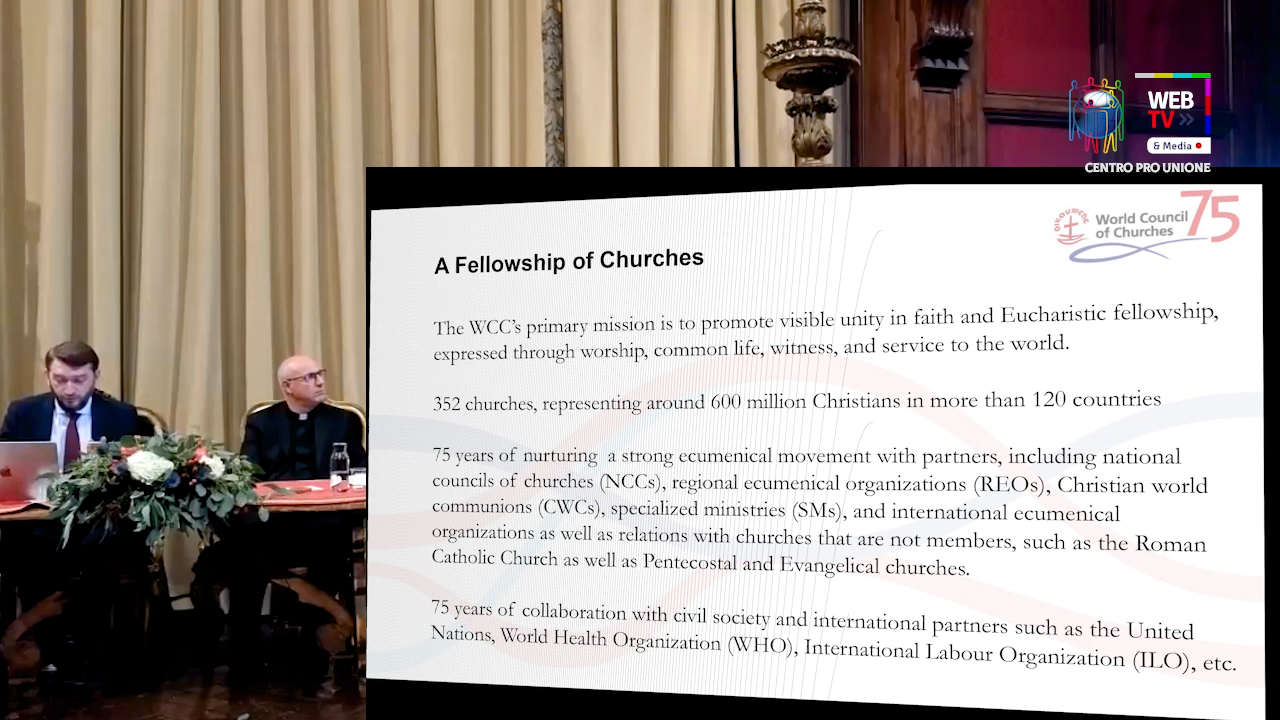 WEB
TV
& Media
CENTRO PRO UNIONE
ΟΙΚΟΥΜΕΝΕ
World Council
of Churches
75
A Fellowship of Churches
The WCC's primary mission is to promote visible unity in faith and Eucharistic fellowship,
expressed through worship, common life, witness, and service to the world.
352 churches, representing around 600 million Christians in more than 120 countries
75 years of nurturing a strong ecumenical movement with partners, including national
councils of churches (NCCs), regional ecumenical organizations (REOs), Christian world
communions (CWCs), specialized ministries (SMs), and international ecumenical
organizations as well as relations with churches that are not members, such as the Roman
Catholic Church as well as Pentecostal and Evangelical churches.
75 years of collaboration with civil society and international partners such as the United
Nations, World Health Organization (WHO), International Labour Organization (ILO), etc.